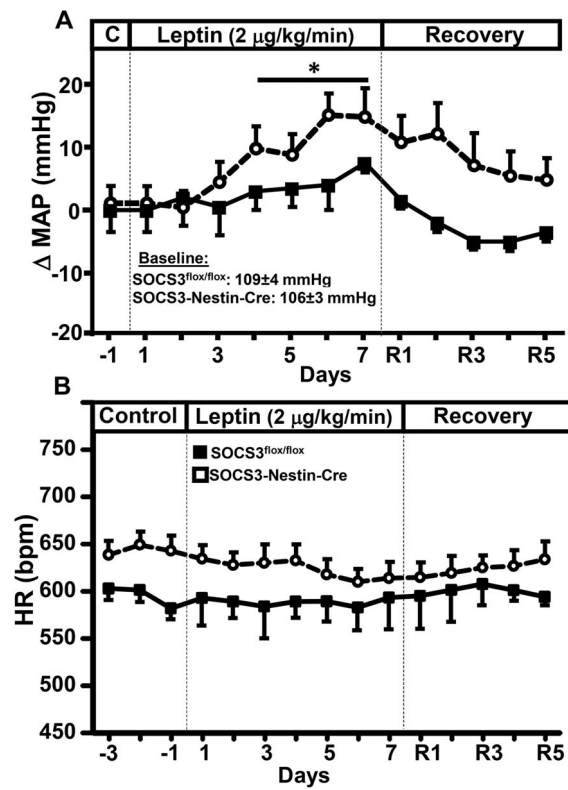 A
C Leptin (2 µg/kg/min) Recovery
*
20
10
0
-10
-20
Δ MAP (mmHg)
Baseline:
SOCS3flox/flox: 109±4 mmHg
SOCS3-Nestin-Cre: 106±3 mmHg
-1 1 3 5 7 R1 R3 R5
Days
B
Control Leptin (2 µg/kg/min) Recovery
750
700
650
600
550
500
450
HR (bpm)
SOCS3flox/flox
SOCS3-Nestin-Cre
-3 -1 1 3 5 7 R1 R3 R5
Days